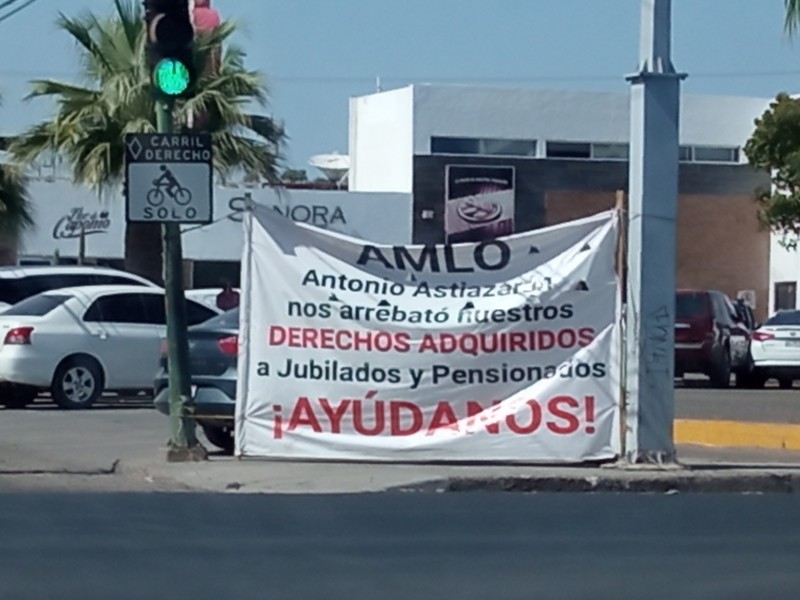 CARRIL
DERECHO
SOLO
SONORA
AMLO
Antonio Astiazarán
nos arrebató nuestros
DERECHOS ADQUIRIDOS
a Jubilados y Pensionados
¡AYÚDANOS!